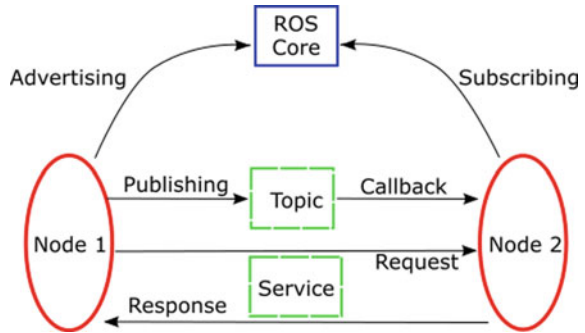 ROS
Core
Advertising
Subscribing
Publishing
Topic
Callback
Node 1
Node 2
Request
Service
Response